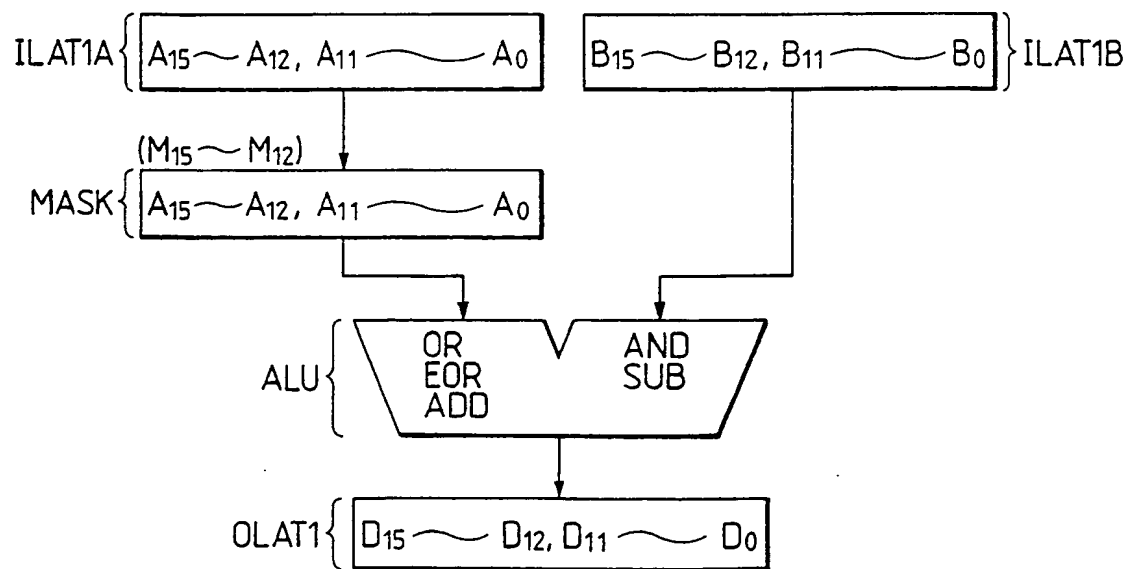 ILAT1A
A15～A12, A11～A0
B15～B12, B11～B0
ILAT1B
(M15～M12)
MASK
A15～A12, A11～A0
ALU
OR
EOR
ADD
AND
SUB
OLAT1
D15～D12, D11～D0